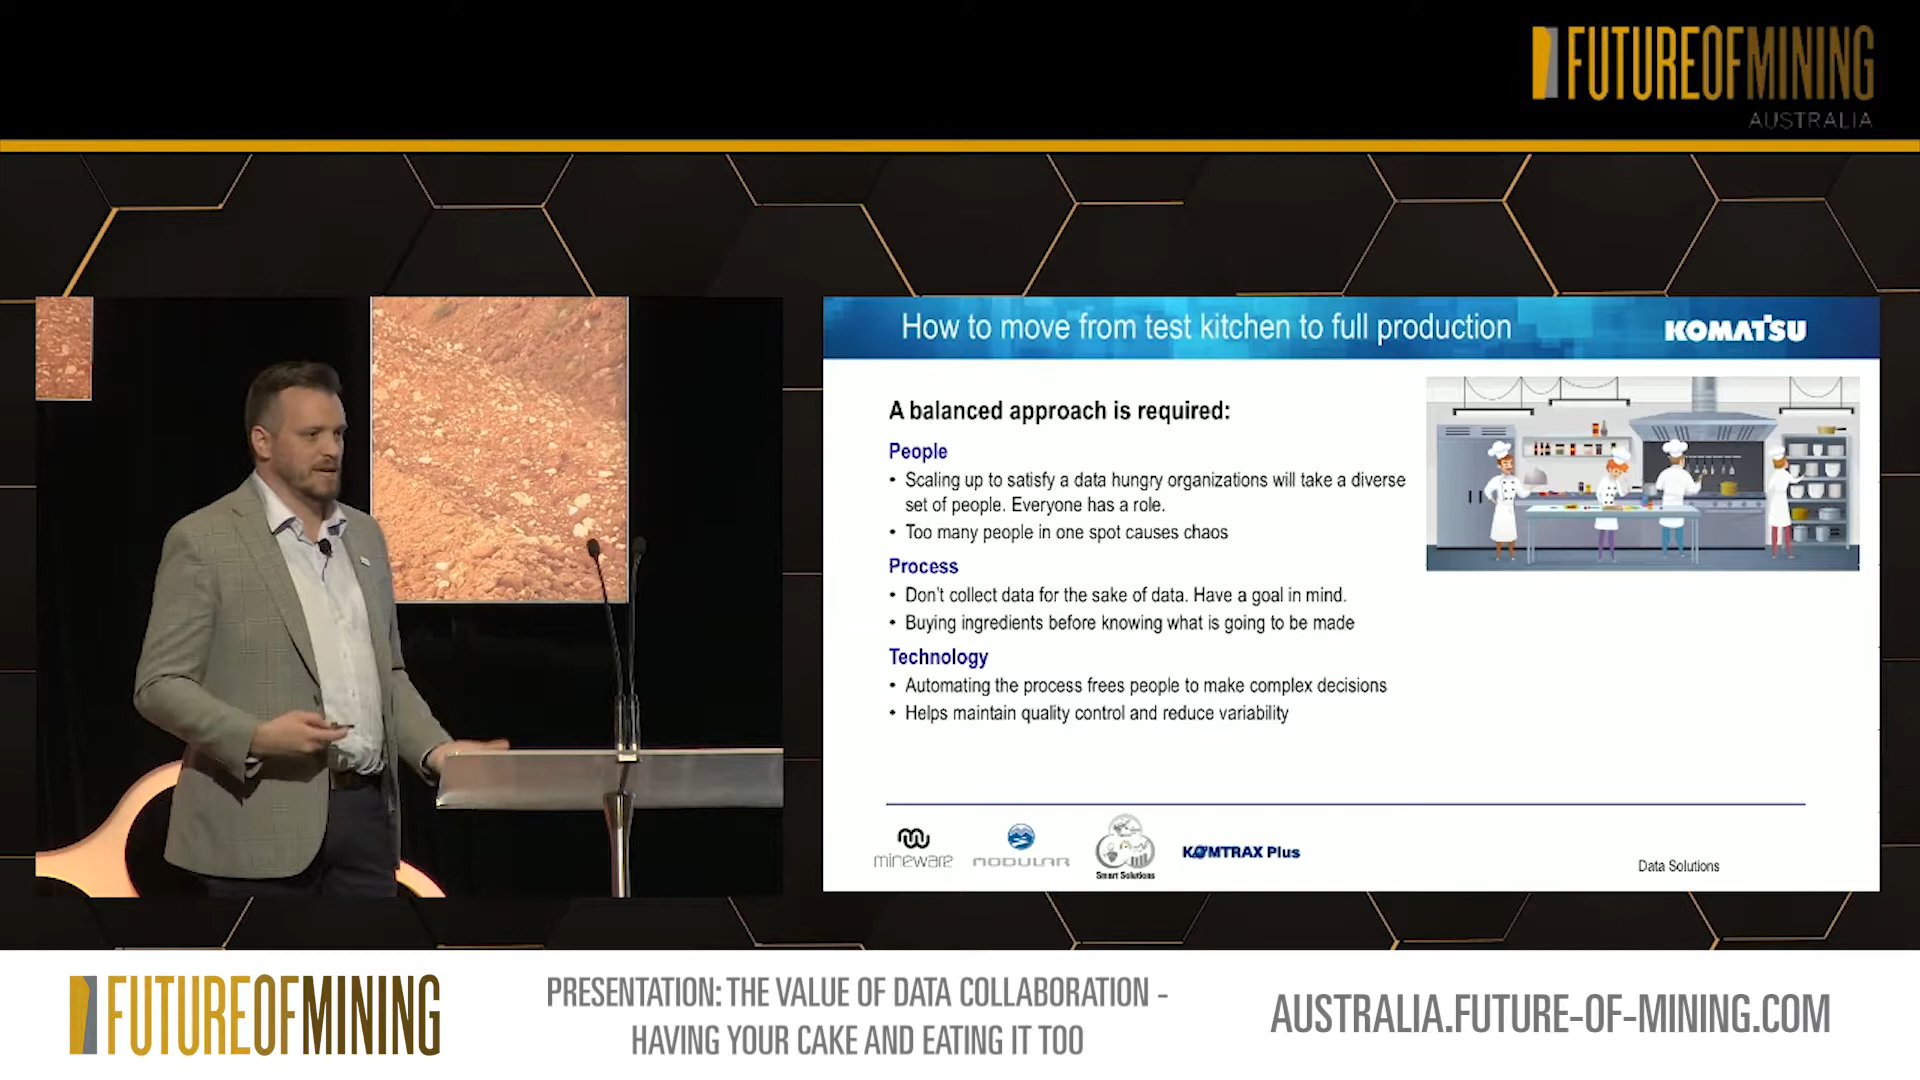 FUTUREOFMINING
AUSTRALIA
How to move from test kitchen to full production
KOMATSU
A balanced approach is required:
People
• Scaling up to satisfy a data hungry organizations will take a diverse
set of people. Everyone has a role.
• Too many people in one spot causes chaos
Process
• Don't collect data for the sake of data. Have a goal in mind.
• Buying ingredients before knowing what is going to be made
Technology
• Automating the process frees people to make complex decisions
• Helps maintain quality control and reduce variability
mineware
MODULAR
Smart Solutions
KOMTRAX Plus
Data Solutions
FUTUREOFMINING
PRESENTATION: THE VALUE OF DATA COLLABORATION -
HAVING YOUR CAKE AND EATING IT TOO
AUSTRALIA.FUTURE-OF-MINING.COM